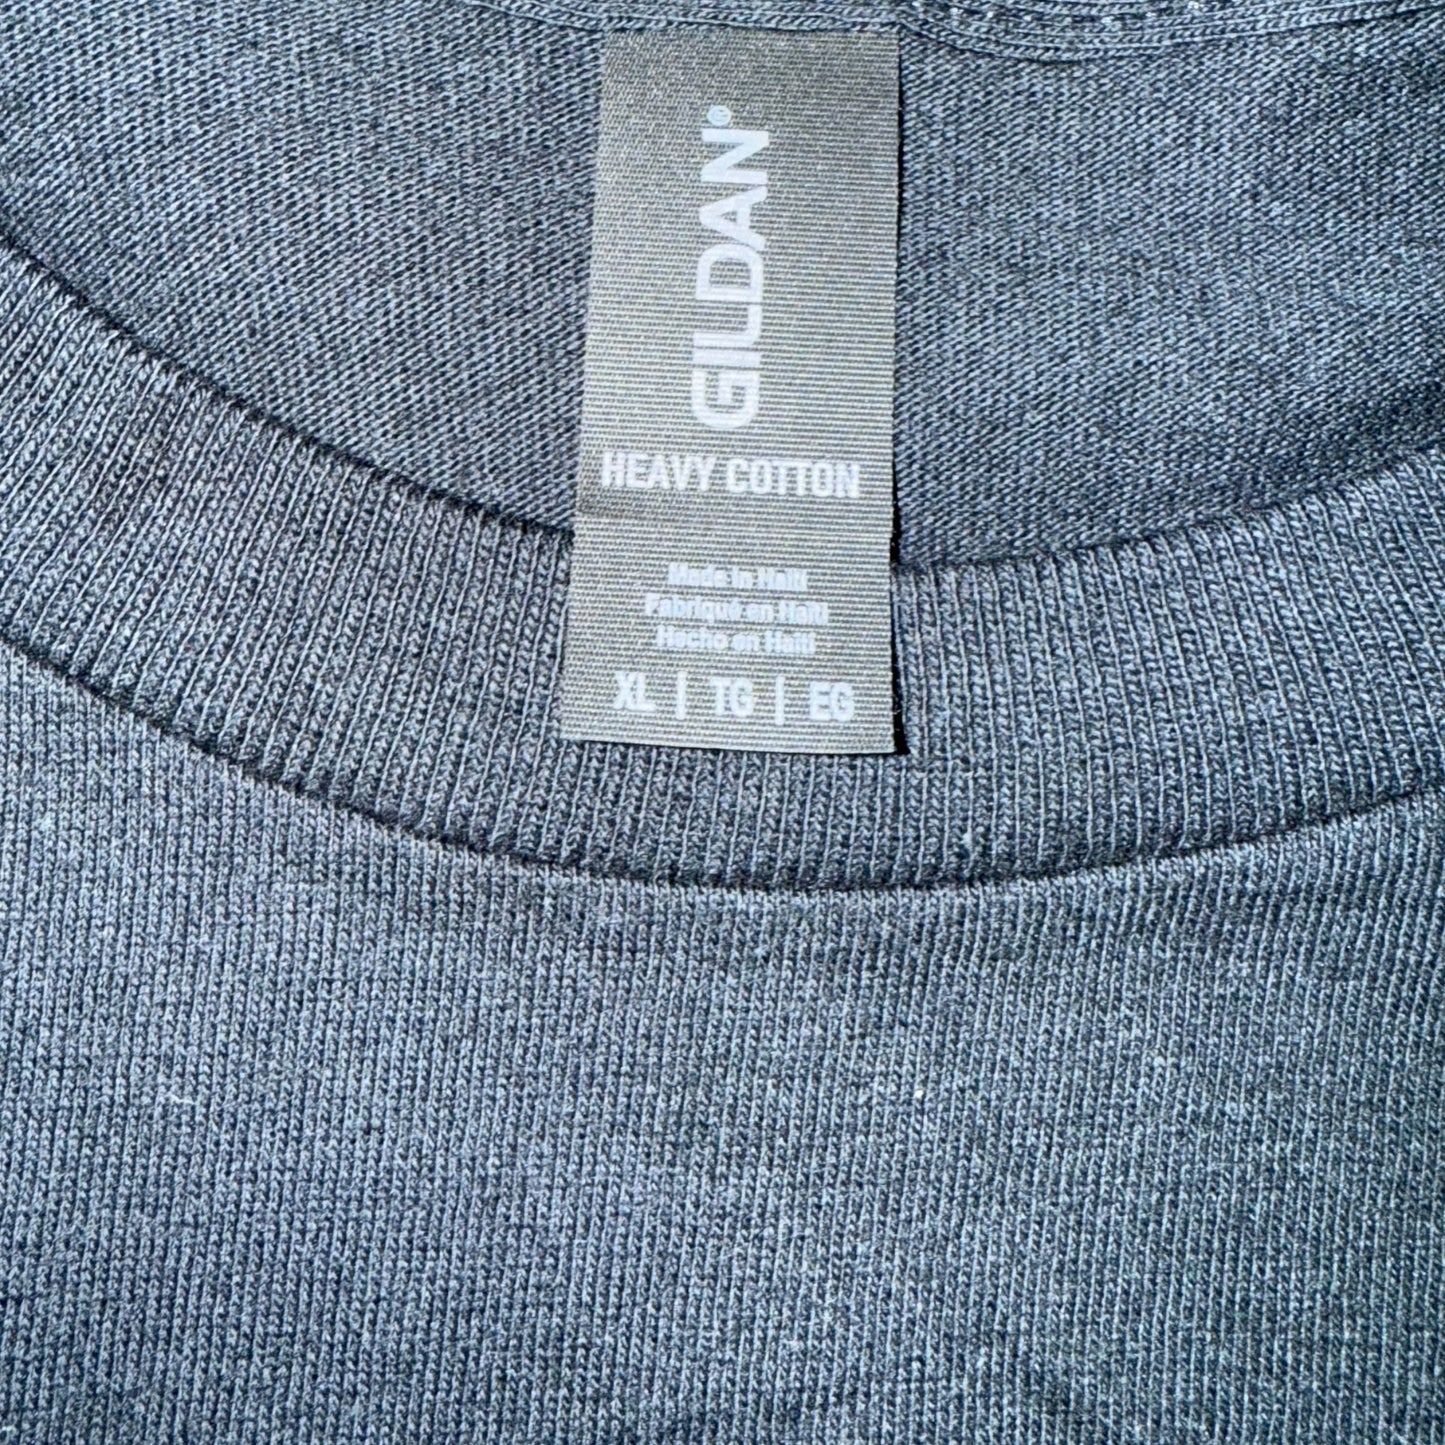 GILDAN®
HEAVY COTTON
Made in Haiti
Fabriqué en Haïti
Hecho en Haití
XL | TG | EG